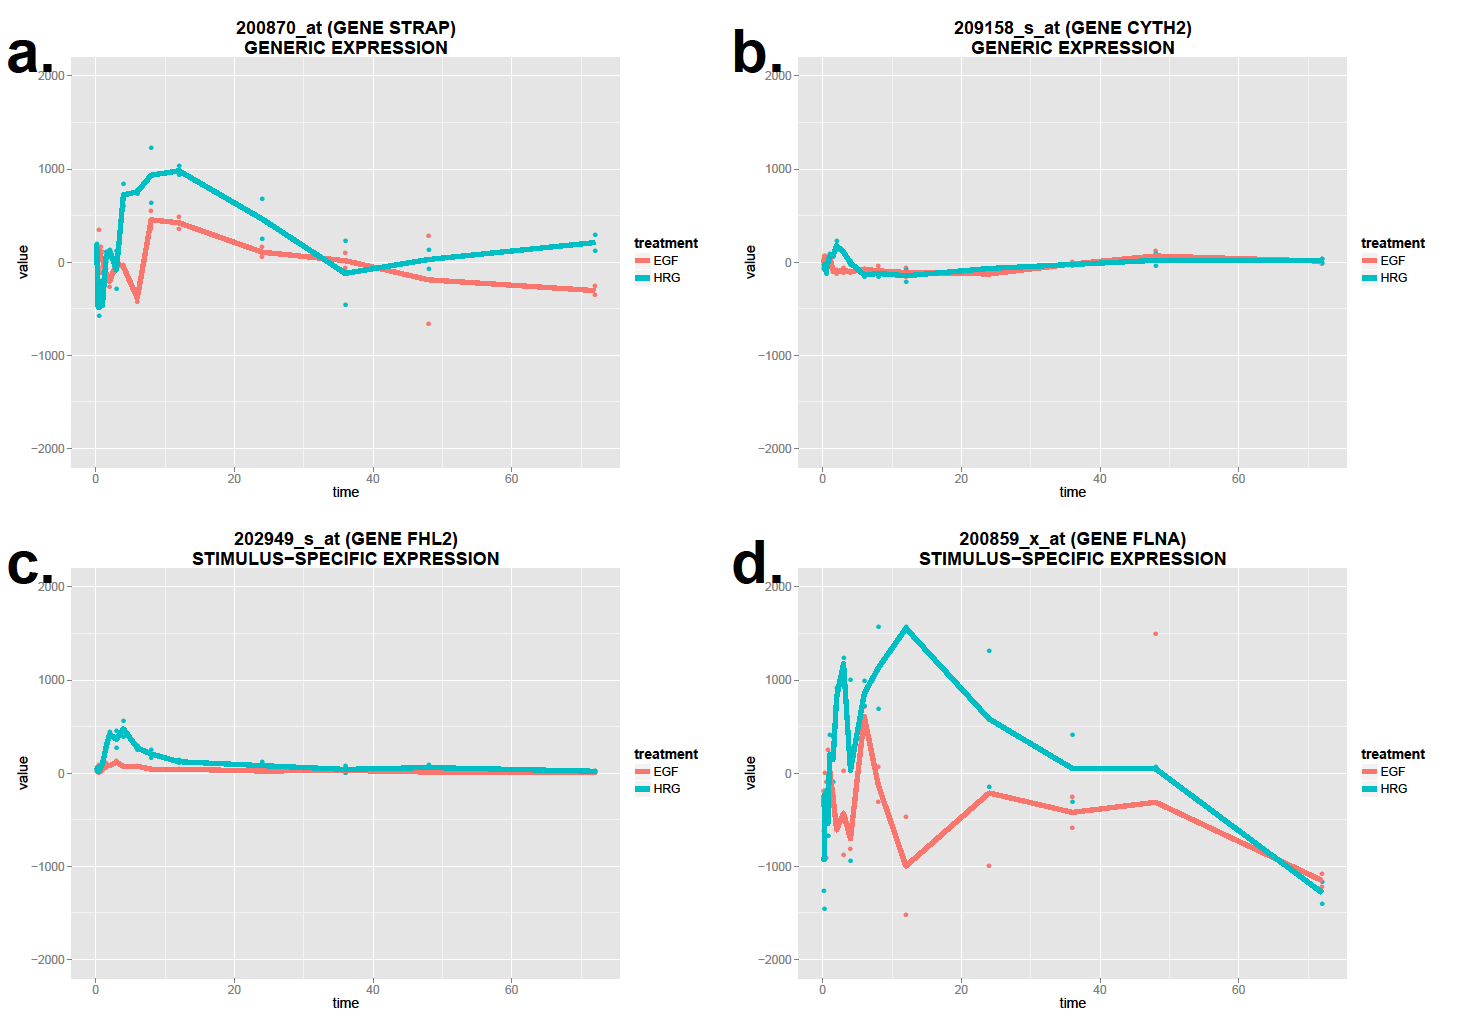 a.
200870_at (GENE STRAP)
GENERIC EXPRESSION
2000
1000
0
−1000
−2000
value
0 20 40 60
time
treatment
EGF
HRG
b.
209158_s_at (GENE CYTH2)
GENERIC EXPRESSION
2000
1000
0
−1000
−2000
value
0 20 40 60
time
treatment
EGF
HRG
c.
202949_s_at (GENE FHL2)
STIMULUS−SPECIFIC EXPRESSION
2000
1000
0
−1000
−2000
value
0 20 40 60
time
treatment
EGF
HRG
d.
200859_x_at (GENE FLNA)
STIMULUS−SPECIFIC EXPRESSION
2000
1000
0
−1000
−2000
value
0 20 40 60
time
treatment
EGF
HRG